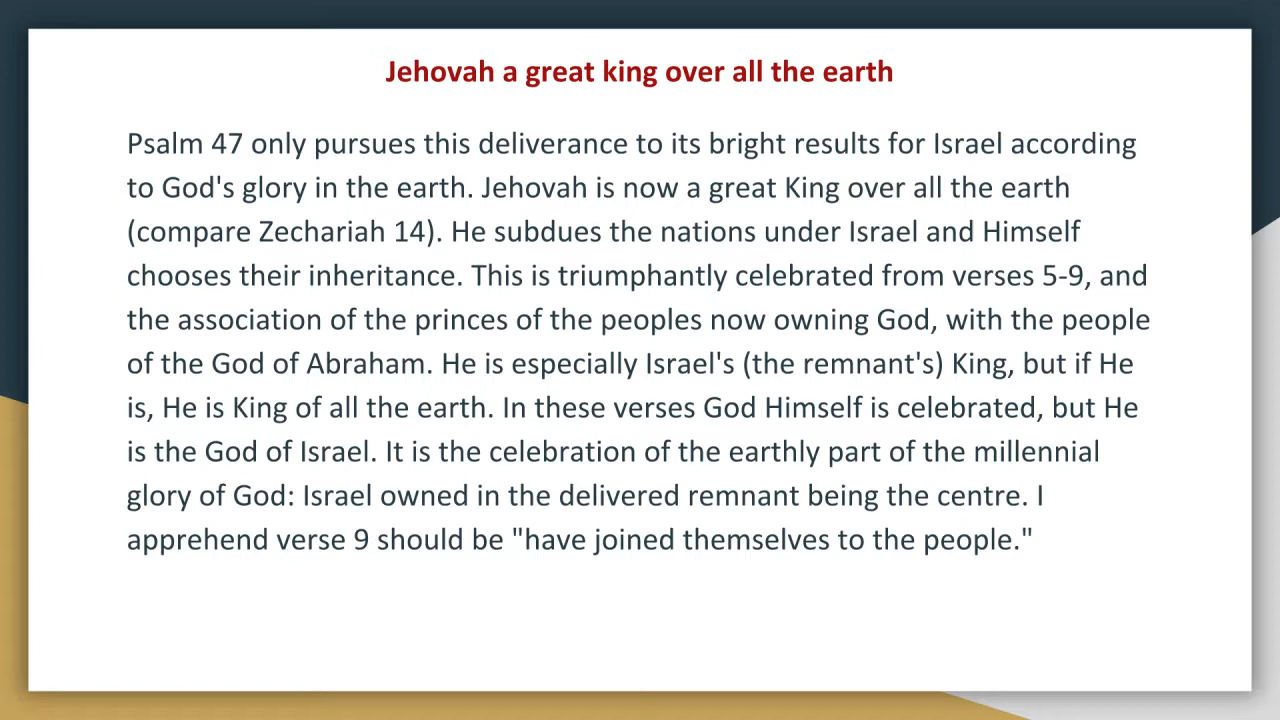 Jehovah a great king over all the earth
Psalm 47 only pursues this deliverance to its bright results for Israel according
to God's glory in the earth. Jehovah is now a great King over all the earth
(compare Zechariah 14). He subdues the nations under Israel and Himself
chooses their inheritance. This is triumphantly celebrated from verses 5-9, and
the association of the princes of the peoples now owning God, with the people
of the God of Abraham. He is especially Israel's (the remnant's) King, but if He
is, He is King of all the earth. In these verses God Himself is celebrated, but He
is the God of Israel. It is the celebration of the earthly part of the millennial
glory of God: Israel owned in the delivered remnant being the centre. I
apprehend verse 9 should be "have joined themselves to the people."